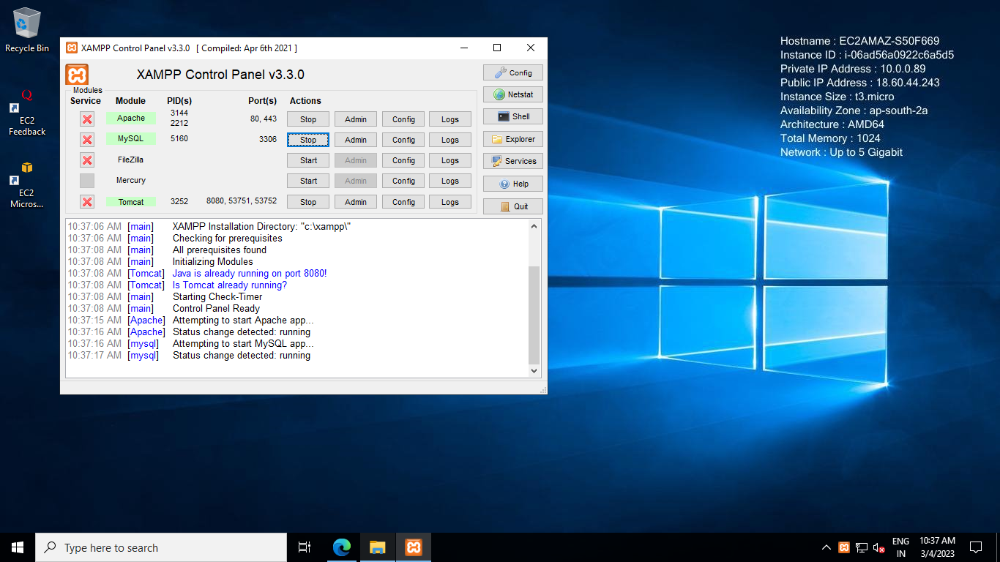 Recycle Bin
EC2
Feedback
EC2
Micros...
XAMPP Control Panel v3.3.0 [ Compiled: Apr 6th 2021 ]
XAMPP Control Panel v3.3.0
Config
Modules
Service Module PID(s) Port(s) Actions
Netstat
Apache 3144 2212 80, 443 Stop Admin Config Logs
Shell
MySQL 5160 3306 Stop Admin Config Logs
Explorer
FileZilla Start Admin Config Logs
Services
Mercury Start Admin Config Logs
Help
Tomcat 3252 8080, 53751, 53752 Stop Admin Config Logs
Quit
10:37:06 AM [main] XAMPP Installation Directory: "c:\xampp\"
10:37:06 AM [main] Checking for prerequisites
10:37:08 AM [main] All prerequisites found
10:37:08 AM [main] Initializing Modules
10:37:08 AM [Tomcat] Java is already running on port 8080!
10:37:08 AM [Tomcat] Is Tomcat already running?
10:37:08 AM [main] Starting Check-Timer
10:37:08 AM [main] Control Panel Ready
10:37:15 AM [Apache] Attempting to start Apache app...
10:37:16 AM [Apache] Status change detected: running
10:37:16 AM [mysql] Attempting to start MySQL app...
10:37:17 AM [mysql] Status change detected: running
Hostname : EC2AMAZ-S50F669
Instance ID : i-06ad56a0922c6a5d5
Private IP Address : 10.0.0.89
Public IP Address : 18.60.44.243
Instance Size : t3.micro
Availability Zone : ap-south-2a
Architecture : AMD64
Total Memory : 1024
Network : Up to 5 Gigabit
Type here to search
ENG
IN
10:37 AM
3/4/2023